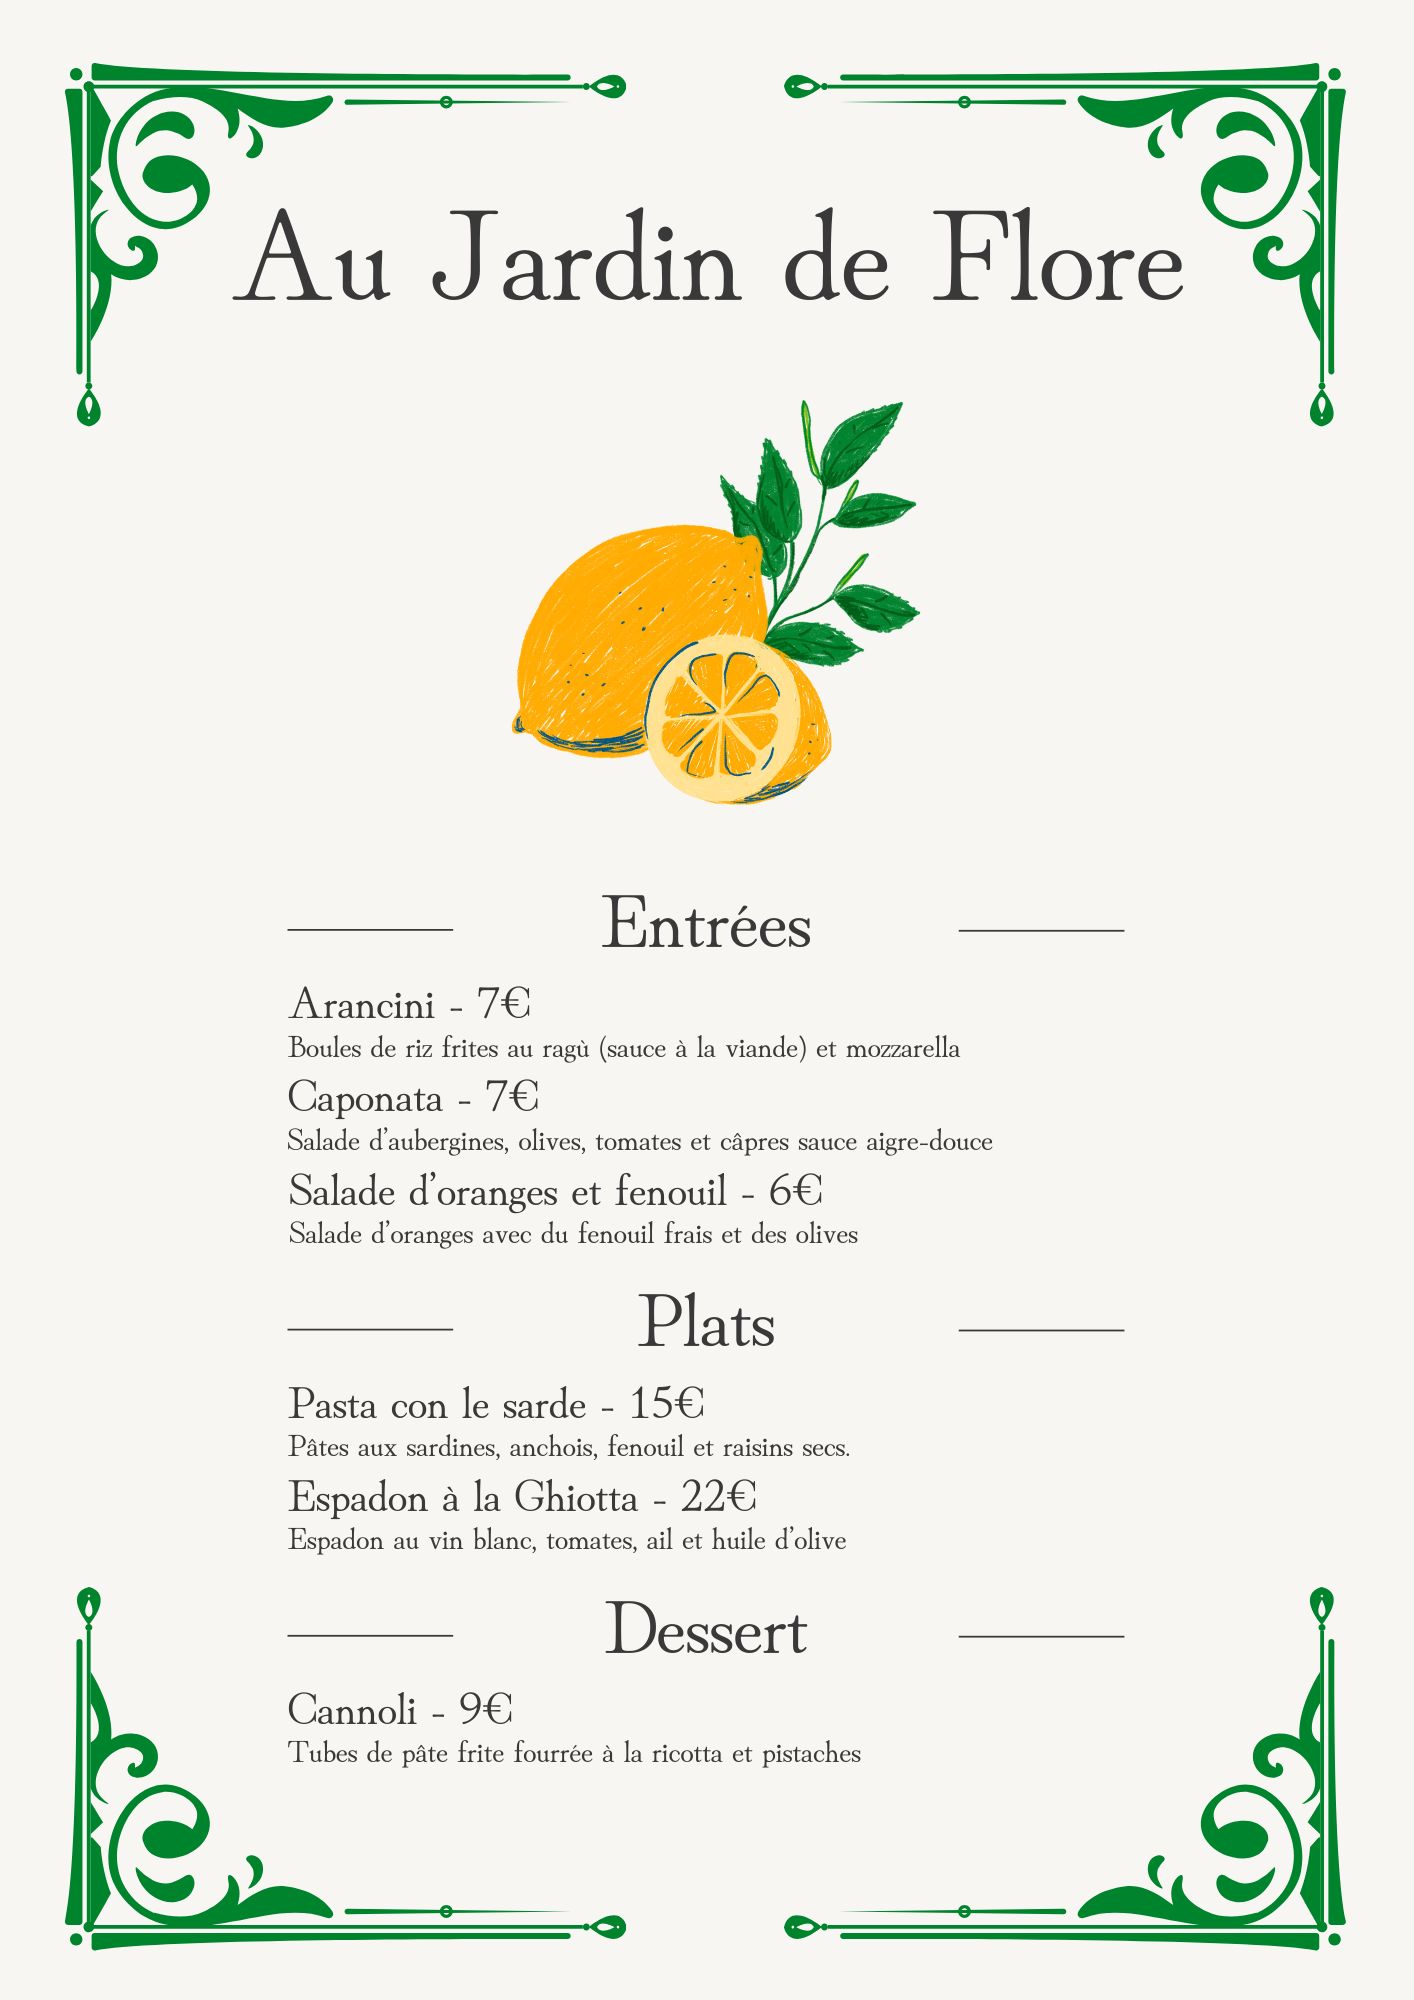 Au Jardin de Flore
Entrées
Arancini - 7€
Boules de riz frites au ragù (sauce à la viande) et mozzarella
Caponata - 7€
Salade d’aubergines, olives, tomates et câpres sauce aigre-douce
Salade d’oranges et fenouil - 6€
Salade d’oranges avec du fenouil frais et des olives
Plats
Pasta con le sarde - 15€
Pâtes aux sardines, anchois, fenouil et raisins secs.
Espadon à la Ghiotta - 22€
Espadon au vin blanc, tomates, ail et huile d’olive
Dessert
Cannoli - 9€
Tubes de pâte frite fourrée à la ricotta et pistaches